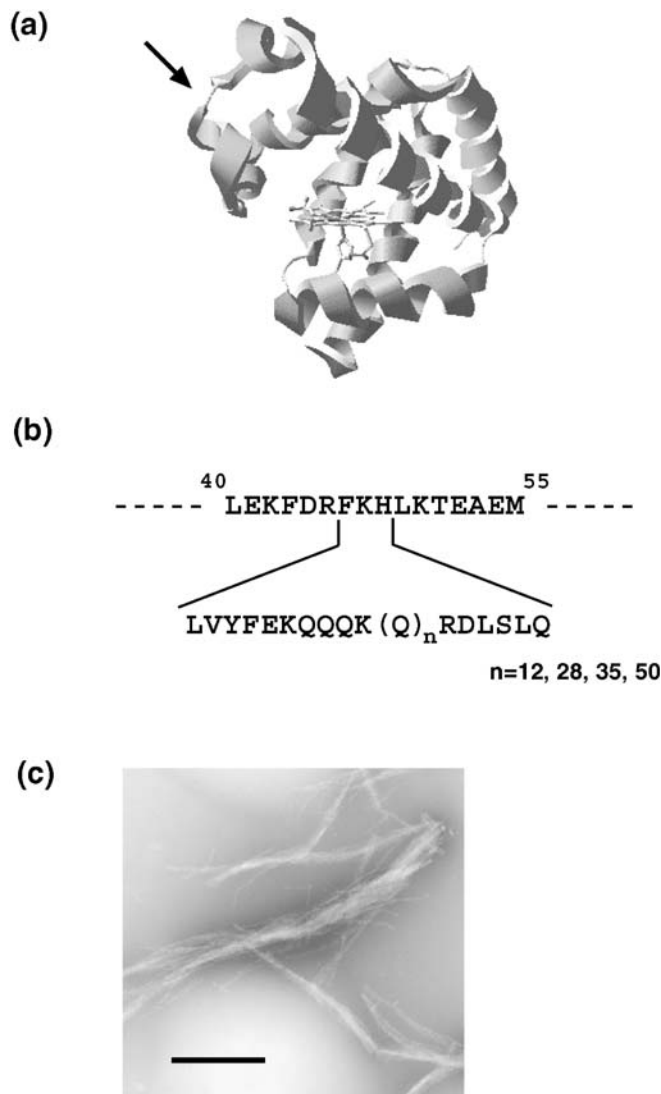 (a)
(b)
40 55
----- LEKFDRFKHLKTEAEM -----
LVYFEKQQQK(Q)nRDLSLQ
n=12, 28, 35, 50
(c)